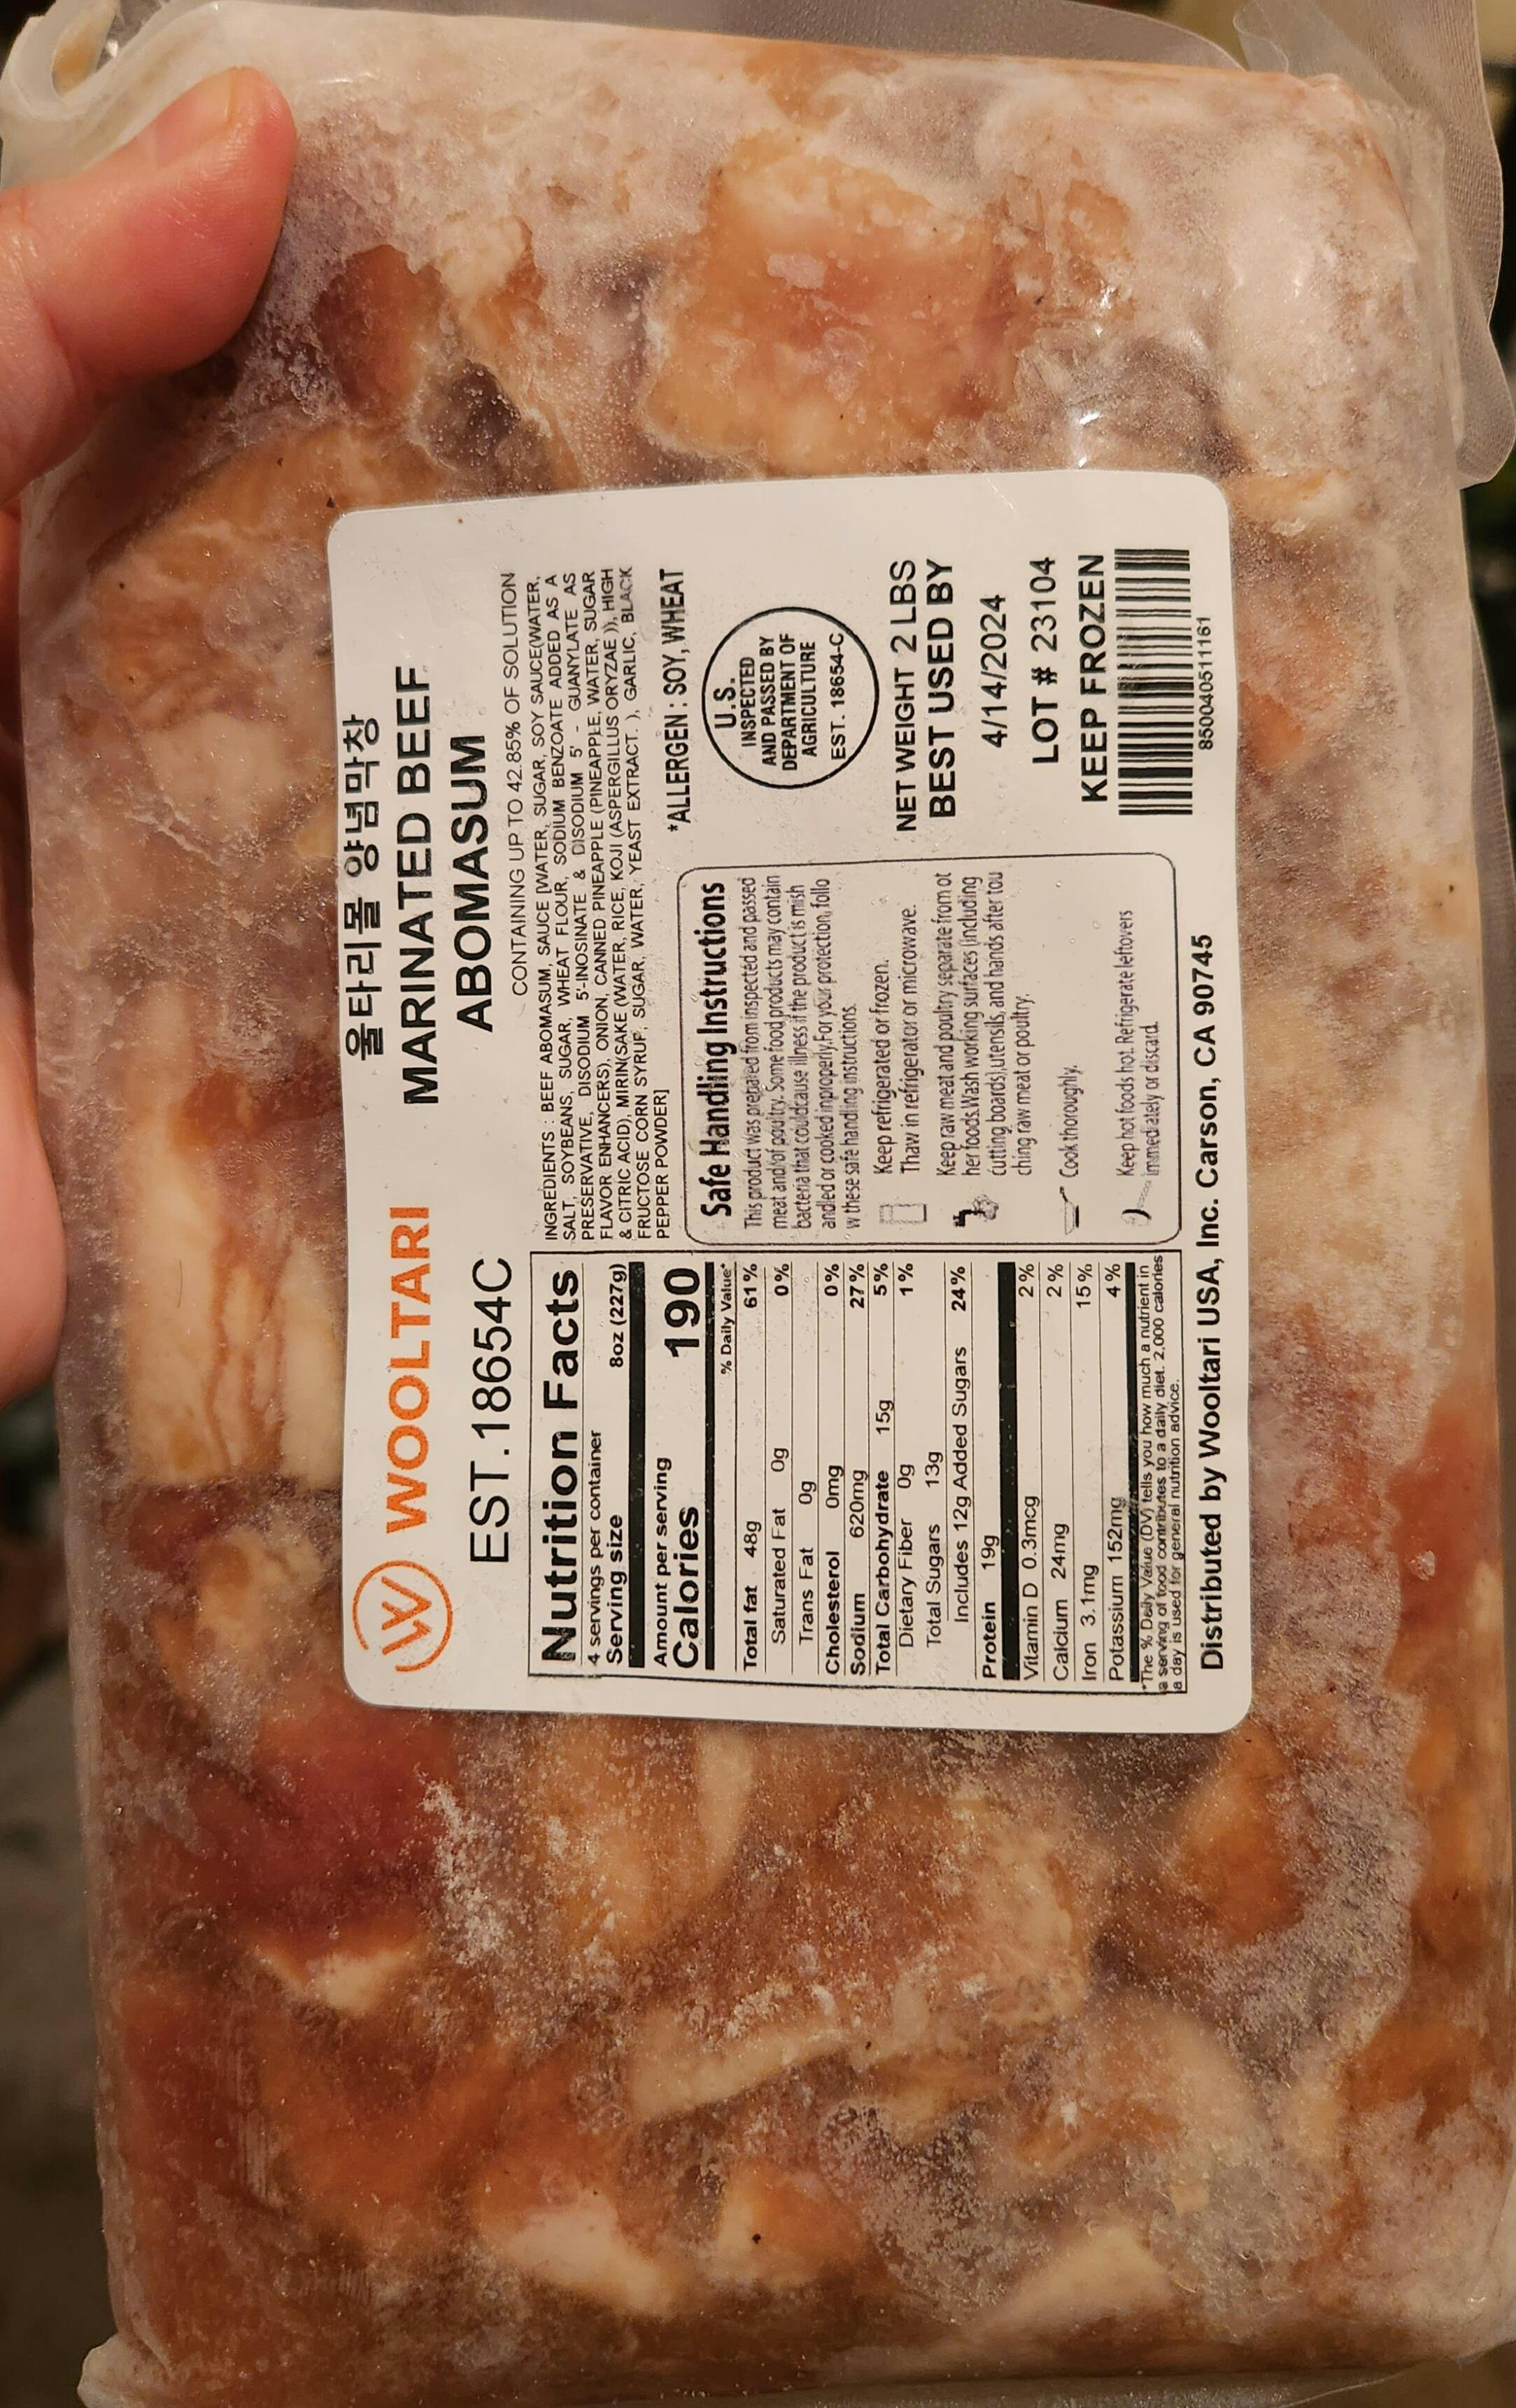 울타리몰 양념막창
WOOLTARI
MARINATED BEEF
EST.18654C
ABOMASUM
CONTAINING UP TO 42.85% OF SOLUTION
INGREDIENTS : BEEF ABOMASUM, SAUCE [WATER, SUGAR, SOY SAUCE(WATER,
SALT, SOYBEANS, SUGAR, WHEAT FLOUR, SODIUM BENZOATE ADDED AS A
PRESERVATIVE, DISODIUM 5'-INOSINATE & DISODIUM 5' - GUANYLATE AS
FLAVOR ENHANCERS), ONION, CANNED PINEAPPLE (PINEAPPLE, WATER, SUGAR
& CITRIC ACID), MIRIN(SAKE (WATER, RICE, KOJI (ASPERGILLUS ORYZAE )), HIGH
FRUCTOSE CORN SYRUP, SUGAR, WATER, YEAST EXTRACT. ), GARLIC, BLACK
PEPPER POWDER]
*ALLERGEN : SOY, WHEAT
Nutrition Facts
4 servings per container
Serving size 8oz (227g)
Amount per serving
Calories 190
% Daily Value*
Total fat 48g 61%
Saturated Fat 0g 0%
Trans Fat 0g
Cholesterol 0mg 0%
Sodium 620mg 27%
Total Carbohydrate 15g 5%
Dietary Fiber 0g 1%
Total Sugars 13g
Includes 12g Added Sugars 24%
Protein 19g
Vitamin D 0.3mcg 2%
Calcium 24mg 2%
Iron 3.1mg 15%
Potassium 152mg 4%
*The % Daily Value (DV) tells you how much a nutrient in
a serving of food contributes to a daily diet. 2,000 calories
a day is used for general nutrition advice.
Safe Handling Instructions
This product was prepared from inspected and passed
meat and/of poultry. Some food products may contain
bacteria that couldcause illness if the product is mish
andled or cooked inproperly.For your protection, follo
w these safe handling instructions.
Keep refrigerated or frozen.
Thaw in refrigerator or microwave.
Keep raw meat and poultry separate from ot
her foods.Wash working surfaces (including
cutting boards),utensils, and hands after tou
ching raw meat or poultry.
Cook thoroughly.
Keep hot foods hot. Refrigerate leftovers
immediately or discard.
U.S.
INSPECTED
AND PASSED BY
DEPARTMENT OF
AGRICULTURE
EST. 18654-C
NET WEIGHT 2 LBS
BEST USED BY
4/14/2024
LOT # 23104
KEEP FROZEN
850040511161
Distributed by Wooltari USA, Inc. Carson, CA 90745